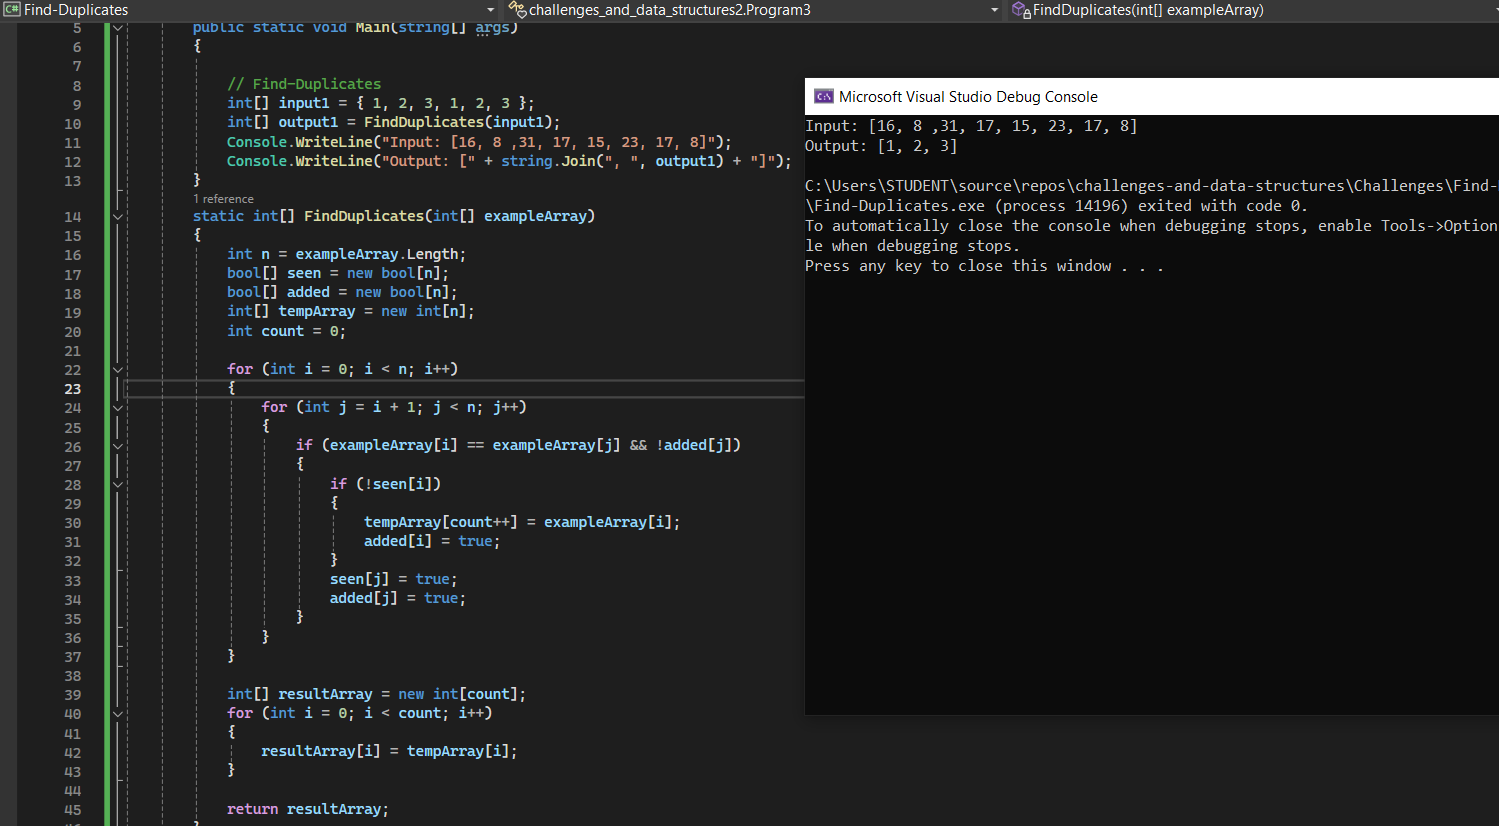 Find-Duplicates challenges_and_data_structures2.Program3 FindDuplicates(int[] exampleArray)
5 public static void Main(string[] args)
6 {
7
8 // Find-Duplicates
9 int[] input1 = { 1, 2, 3, 1, 2, 3 };
10 int[] output1 = FindDuplicates(input1);
11 Console.WriteLine("Input: [16, 8 ,31, 17, 15, 23, 17, 8]");
12 Console.WriteLine("Output: [" + string.Join(", ", output1) + "]");
13 }
1 reference
14 static int[] FindDuplicates(int[] exampleArray)
15 {
16 int n = exampleArray.Length;
17 bool[] seen = new bool[n];
18 bool[] added = new bool[n];
19 int[] tempArray = new int[n];
20 int count = 0;
21
22 for (int i = 0; i < n; i++)
23 {
24 for (int j = i + 1; j < n; j++)
25 {
26 if (exampleArray[i] == exampleArray[j] && !added[j])
27 {
28 if (!seen[i])
29 {
30 tempArray[count++] = exampleArray[i];
31 added[i] = true;
32 }
33 seen[j] = true;
34 added[j] = true;
35 }
36 }
37 }
38
39 int[] resultArray = new int[count];
40 for (int i = 0; i < count; i++)
41 {
42 resultArray[i] = tempArray[i];
43 }
44
45 return resultArray;
Microsoft Visual Studio Debug Console
Input: [16, 8 ,31, 17, 15, 23, 17, 8]
Output: [1, 2, 3]
C:\Users\STUDENT\source\repos\challenges-and-data-structures\Challenges\Find-
\Find-Duplicates.exe (process 14196) exited with code 0.
To automatically close the console when debugging stops, enable Tools->Option
le when debugging stops.
Press any key to close this window . . .